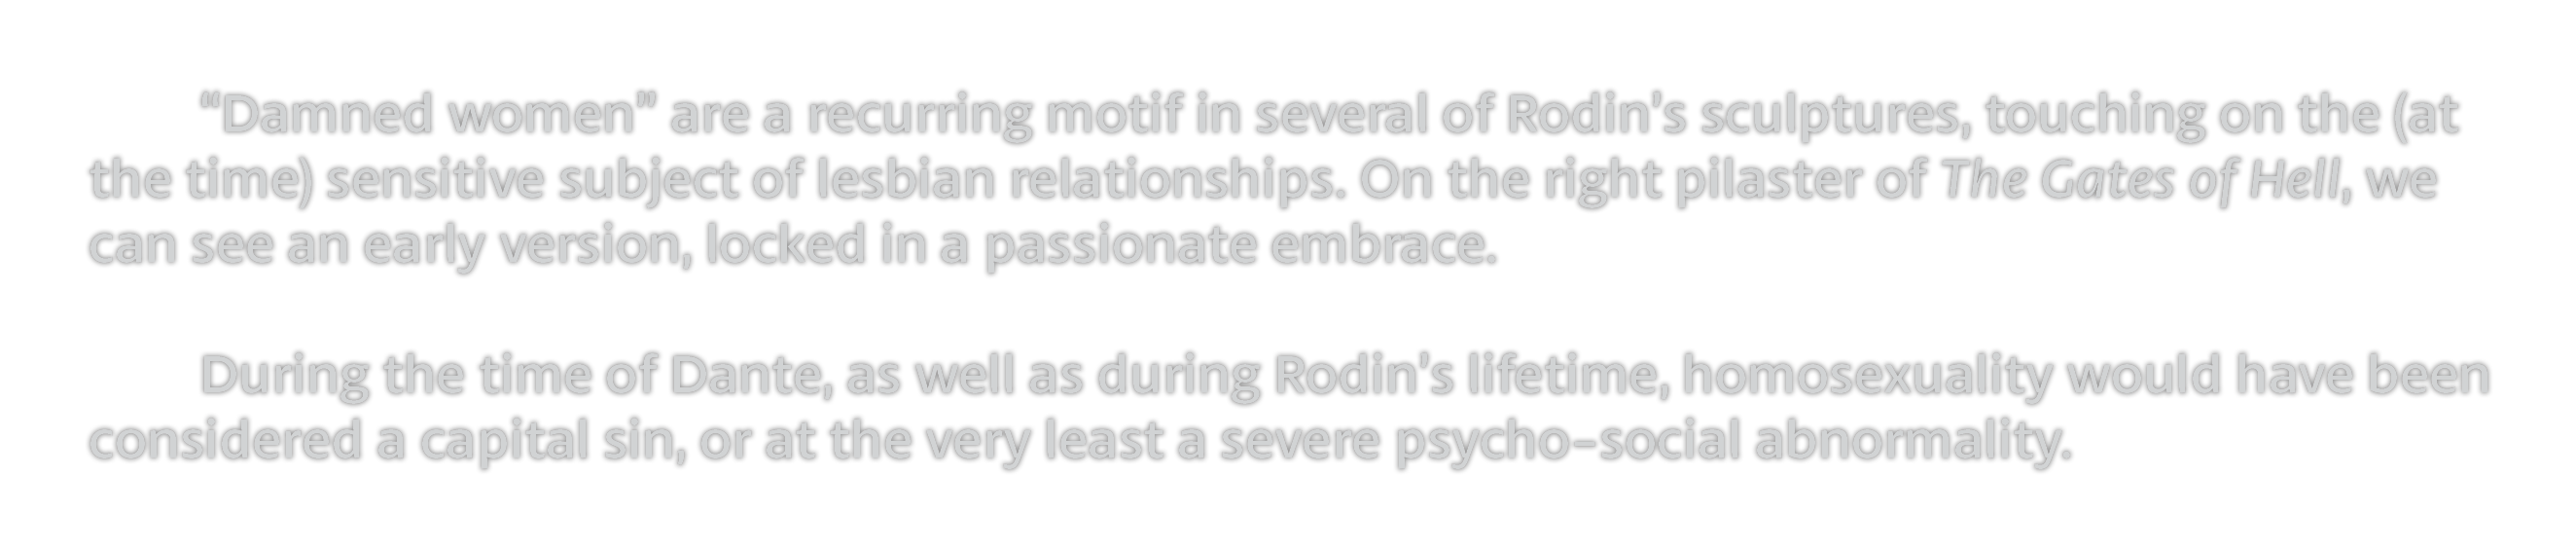 “Damned women” are a recurring motif in several of Rodin’s sculptures, touching on the (at
the time) sensitive subject of lesbian relationships. On the right pilaster of The Gates of Hell, we
can see an early version, locked in a passionate embrace.
During the time of Dante, as well as during Rodin’s lifetime, homosexuality would have been
considered a capital sin, or at the very least a severe psycho–social abnormality.